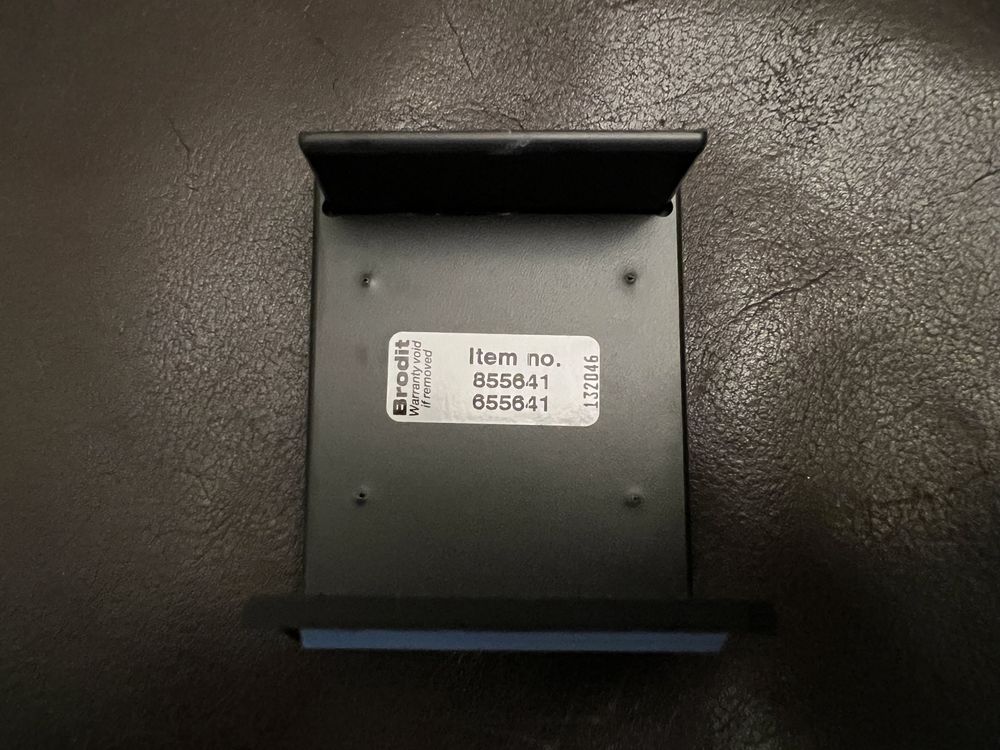 Brodit
Warranty void
if removed
Item no.
855641
655641
132046